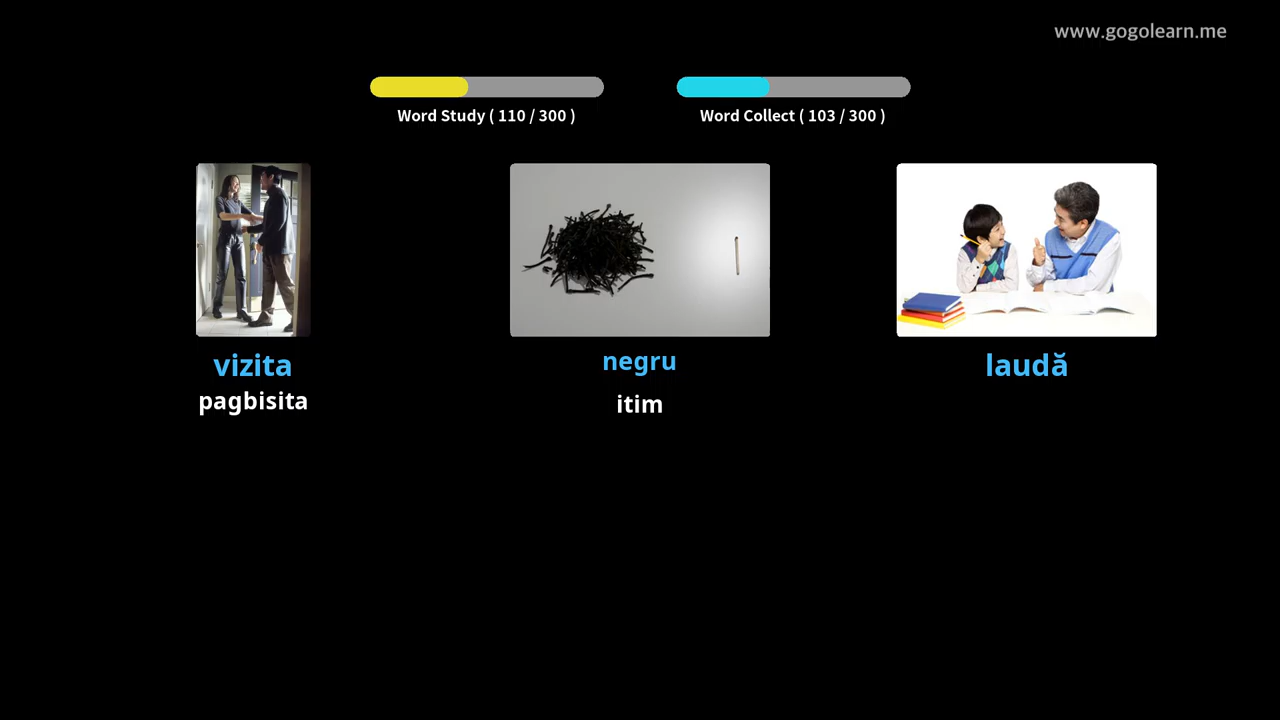 www.gogolearn.me
Word Study ( 110 / 300 )
Word Collect ( 103 / 300 )
vizita
pagbisita
negru
itim
laudă